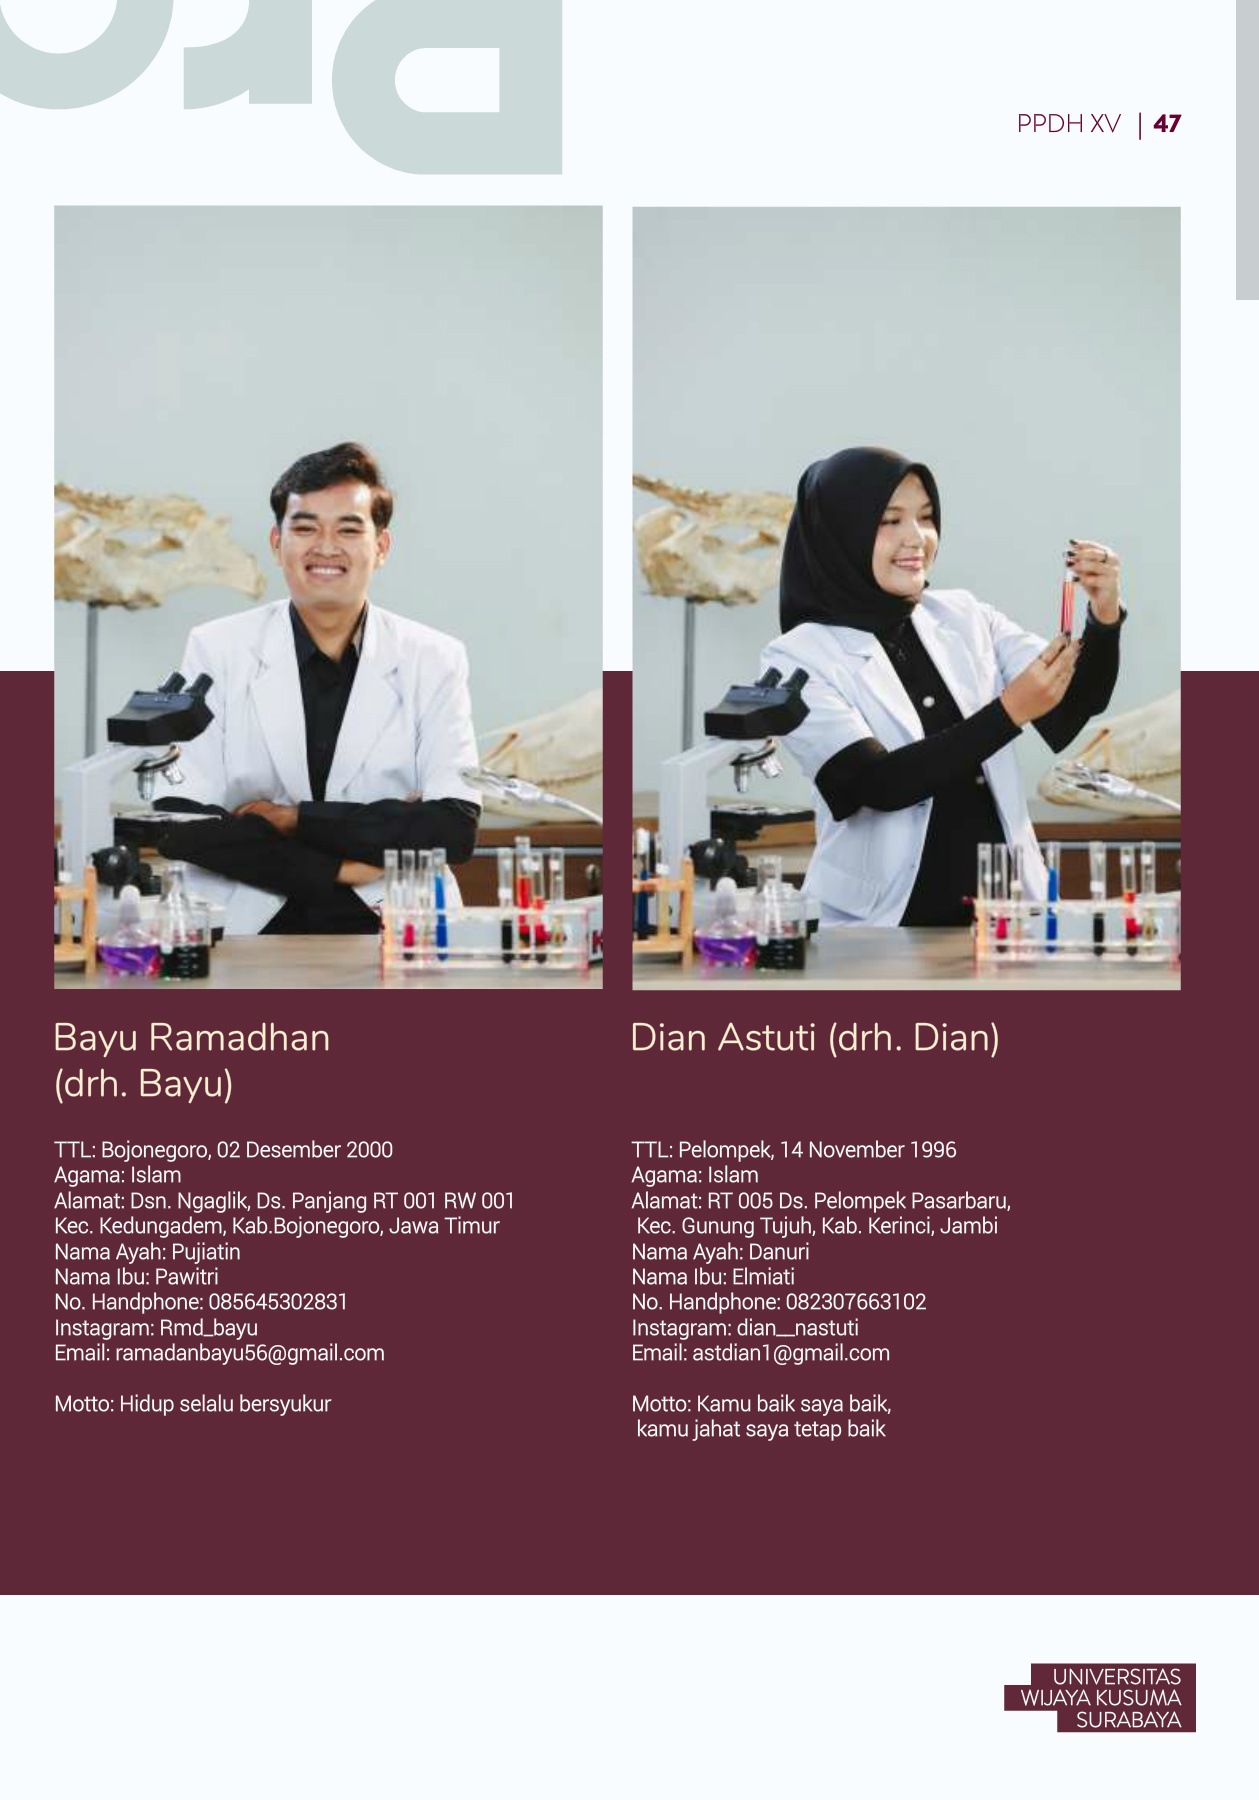 PPDH XV | 47
Bayu Ramadhan
(drh. Bayu)
TTL: Bojonegoro, 02 Desember 2000
Agama: Islam
Alamat: Dsn. Ngaglik, Ds. Panjang RT 001 RW 001
Kec. Kedungadem, Kab.Bojonegoro, Jawa Timur
Nama Ayah: Pujiatin
Nama Ibu: Pawitri
No. Handphone: 085645302831
Instagram: Rmd_bayu
Email: ramadanbayu56@gmail.com
Motto: Hidup selalu bersyukur
Dian Astuti (drh. Dian)
TTL: Pelompek, 14 November 1996
Agama: Islam
Alamat: RT 005 Ds. Pelompek Pasarbaru,
Kec. Gunung Tujuh, Kab. Kerinci, Jambi
Nama Ayah: Danuri
Nama Ibu: Elmiati
No. Handphone: 082307663102
Instagram: dian__nastuti
Email: astdian1@gmail.com
Motto: Kamu baik saya baik,
kamu jahat saya tetap baik
UNIVERSITAS
WIJAYA KUSUMA
SURABAYA